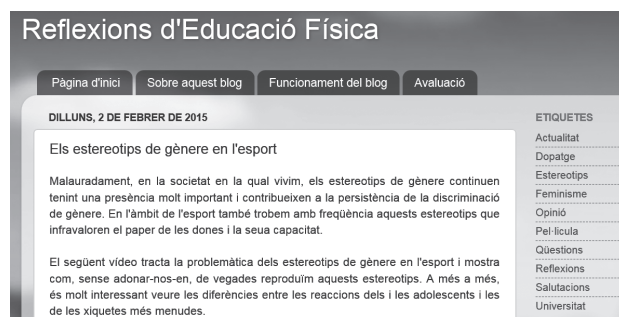 Reflexions d'Educació Física
Pàgina d'inici
Sobre aquest blog
Funcionament del blog
Avaluació
DILLUNS, 2 DE FEBRER DE 2015
Els estereotips de gènere en l'esport
Malauradament, en la societat en la qual vivim, els estereotips de gènere continuen
tenint una presència molt important i contribueixen a la persistència de la discriminació
de gènere. En l'àmbit de l'esport també trobem amb freqüència aquests estereotips que
infravaloren el paper de les dones i la seua capacitat.
El següent vídeo tracta la problemàtica dels estereotips de gènere en l'esport i mostra
com, sense adonar-nos-en, de vegades reproduïm aquests estereotips. A més a més,
és molt interessant veure les diferències entre les reaccions dels i les adolescents i les
de les xiquetes més menudes.
ETIQUETES
Actualitat
Dopatge
Estereotips
Feminisme
Opinió
Pel·licula
Qüestions
Reflexions
Salutacions
Universitat